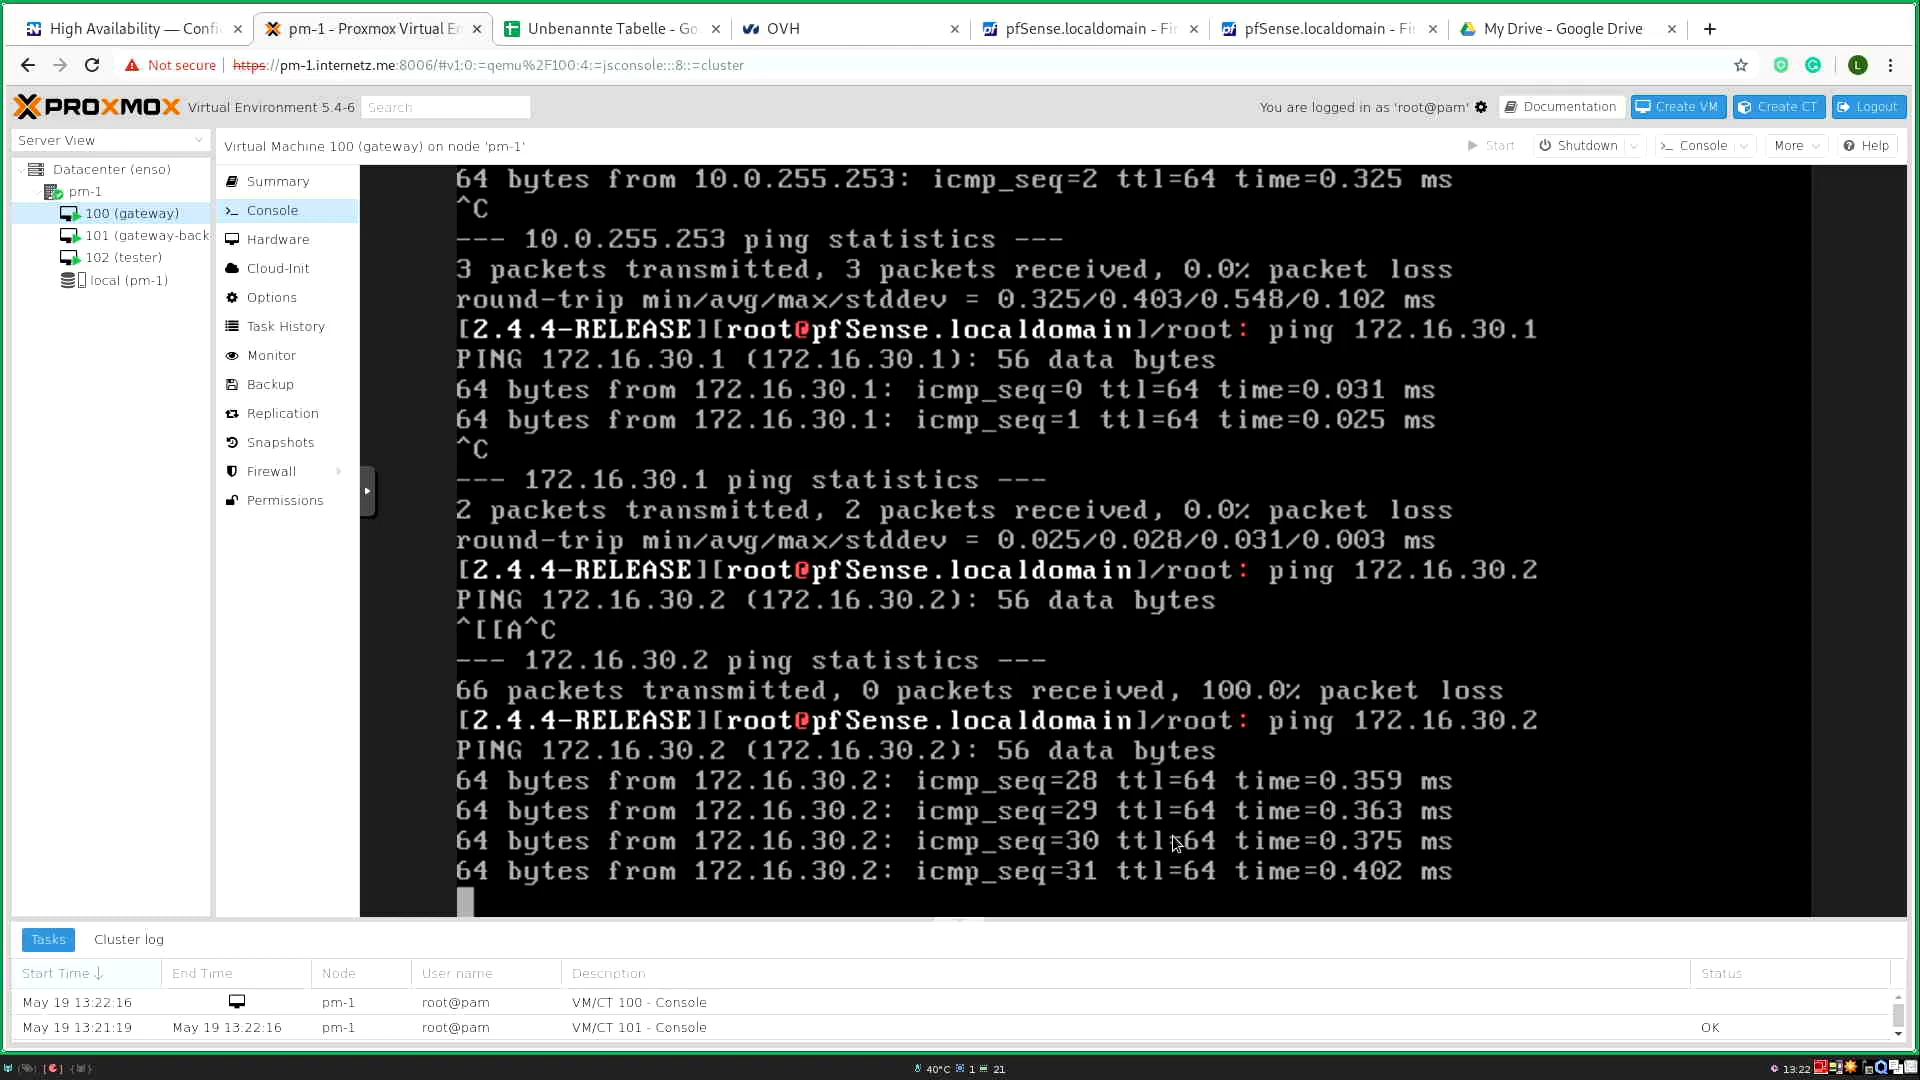 High Availability — Confi
pm-1 - Proxmox Virtual En
Unbenannte Tabelle - Go
OVH
pfSense.localdomain - Fir
pfSense.localdomain - Fir
My Drive - Google Drive
Not secure
https://pm-1.internetz.me:8006/#v1:0:=qemu%2F100:4:=jsconsole:::8::=cluster
L
PROXMOX Virtual Environment 5.4-6
Search
You are logged in as 'root@pam'
Documentation
Create VM
Create CT
Logout
Server View
Virtual Machine 100 (gateway) on node 'pm-1'
Start
Shutdown
Console
More
Help
Datacenter (enso)
pm-1
100 (gateway)
101 (gateway-back
102 (tester)
local (pm-1)
Summary
Console
Hardware
Cloud-Init
Options
Task History
Monitor
Backup
Replication
Snapshots
Firewall
Permissions
64 bytes from 10.0.255.253: icmp_seq=2 ttl=64 time=0.325 ms
^C
--- 10.0.255.253 ping statistics ---
3 packets transmitted, 3 packets received, 0.0% packet loss
round-trip min/avg/max/stddev = 0.325/0.403/0.548/0.102 ms
[2.4.4-RELEASE][root@pfSense.localdomain]/root: ping 172.16.30.1
PING 172.16.30.1 (172.16.30.1): 56 data bytes
64 bytes from 172.16.30.1: icmp_seq=0 ttl=64 time=0.031 ms
64 bytes from 172.16.30.1: icmp_seq=1 ttl=64 time=0.025 ms
^C
--- 172.16.30.1 ping statistics ---
2 packets transmitted, 2 packets received, 0.0% packet loss
round-trip min/avg/max/stddev = 0.025/0.028/0.031/0.003 ms
[2.4.4-RELEASE][root@pfSense.localdomain]/root: ping 172.16.30.2
PING 172.16.30.2 (172.16.30.2): 56 data bytes
^[[A^C
--- 172.16.30.2 ping statistics ---
66 packets transmitted, 0 packets received, 100.0% packet loss
[2.4.4-RELEASE][root@pfSense.localdomain]/root: ping 172.16.30.2
PING 172.16.30.2 (172.16.30.2): 56 data bytes
64 bytes from 172.16.30.2: icmp_seq=28 ttl=64 time=0.359 ms
64 bytes from 172.16.30.2: icmp_seq=29 ttl=64 time=0.363 ms
64 bytes from 172.16.30.2: icmp_seq=30 ttl=64 time=0.375 ms
64 bytes from 172.16.30.2: icmp_seq=31 ttl=64 time=0.402 ms
Tasks
Cluster log
Start Time
End Time
Node
User name
Description
Status
May 19 13:22:16
pm-1
root@pam
VM/CT 100 - Console
May 19 13:21:19
May 19 13:22:16
pm-1
root@pam
VM/CT 101 - Console
OK
40°C
1
21
13:22